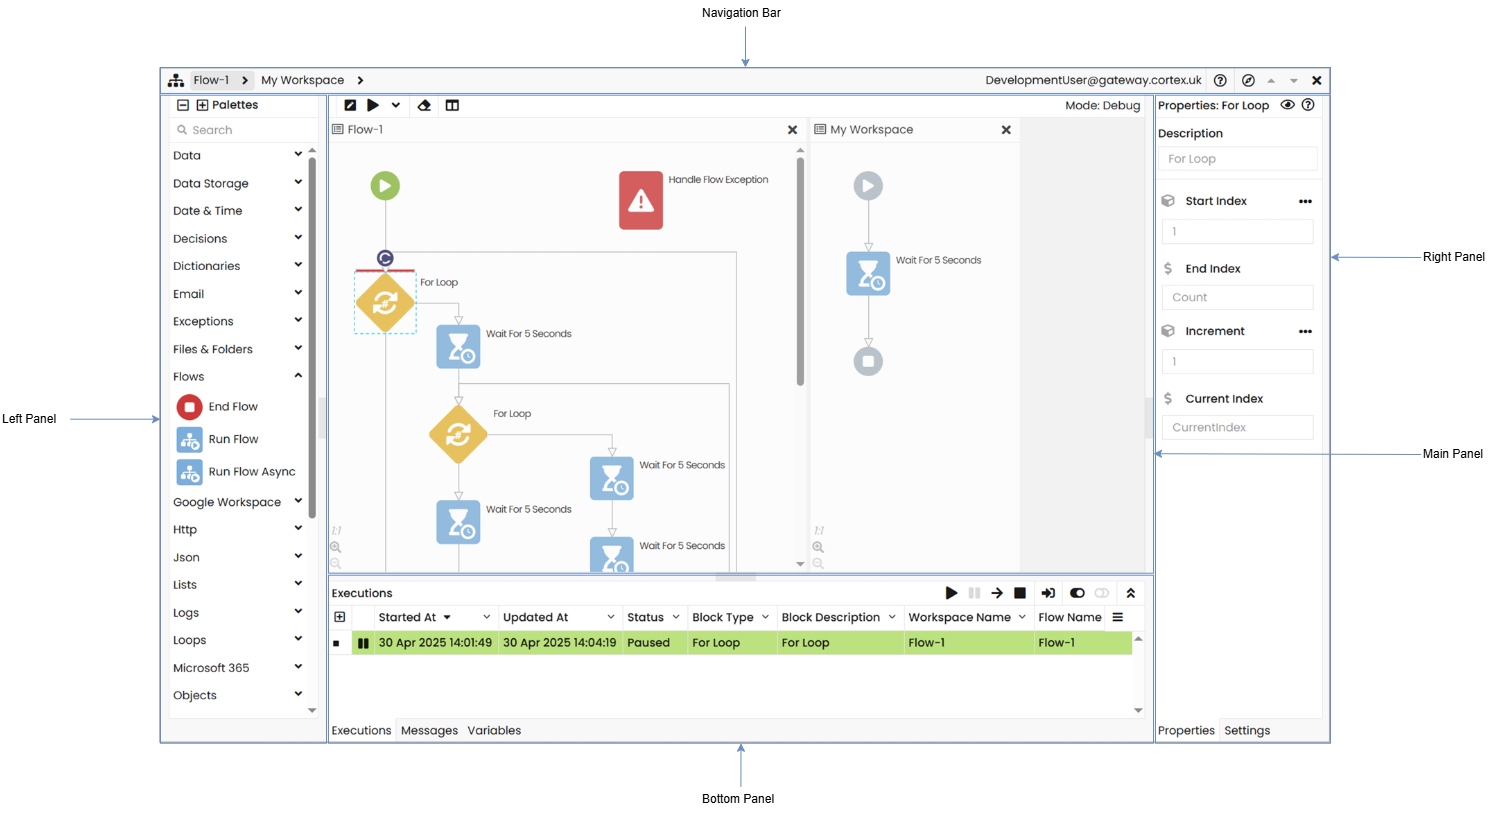 Navigation Bar
Flow-1
My Workspace
DevelopmentUser@gateway.cortex.uk
Palettes
Search
Data
Data Storage
Date & Time
Decisions
Dictionaries
Email
Exceptions
Files & Folders
Flows
End Flow
Run Flow
Run Flow Async
Google Workspace
Http
Json
Lists
Logs
Loops
Microsoft 365
Objects
Left Panel
Mode: Debug
Flow-1
Handle Flow Exception
For Loop
Wait For 5 Seconds
For Loop
Wait For 5 Seconds
Wait For 5 Seconds
Wait For 5 Seconds
1:1
My Workspace
Wait For 5 Seconds
1:1
Properties: For Loop
Description
For Loop
Start Index
1
End Index
Count
Increment
1
Current Index
CurrentIndex
Properties Settings
Right Panel
Main Panel
Executions
Started At Updated At Status Block Type Block Description Workspace Name Flow Name
30 Apr 2025 14:01:49 30 Apr 2025 14:04:19 Paused For Loop For Loop Flow-1 Flow-1
Executions Messages Variables
Bottom Panel